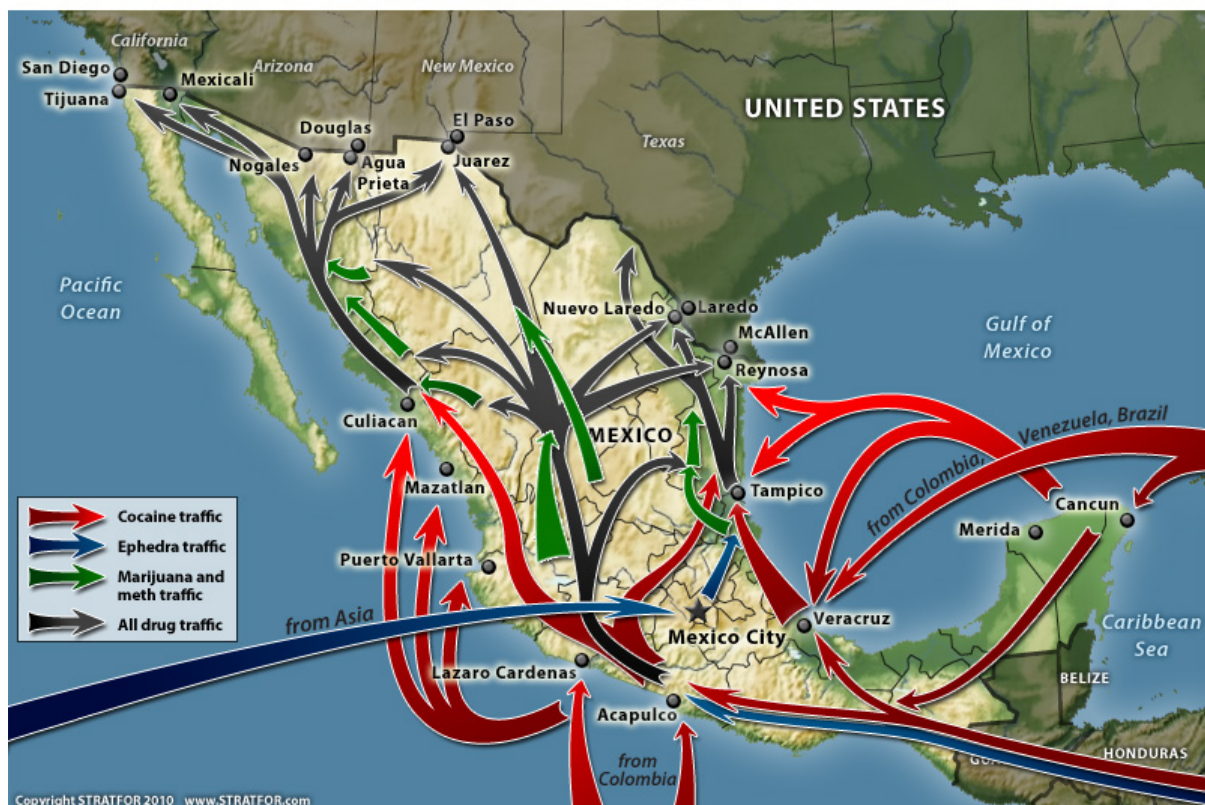 California
San Diego
Tijuana
Mexicali
Arizona
New Mexico
UNITED STATES
Texas
Douglas
Nogales
Agua
Prieta
El Paso
Juarez
Pacific
Ocean
Nuevo Laredo
Laredo
McAllen
Reynosa
Gulf of
Mexico
Culiacan
MEXICO
from Colombia, Venezuela, Brazil
Mazatlan
Tampico
Cancun
Merida
Cocaine traffic
Ephedra traffic
Marijuana and
meth traffic
All drug traffic
Puerto Vallarta
from Asia
Mexico City
Veracruz
Caribbean
Sea
Lazaro Cardenas
BELIZE
Acapulco
from
Colombia
HONDURAS
Copyright STRATFOR 2010 www.STRATFOR.com